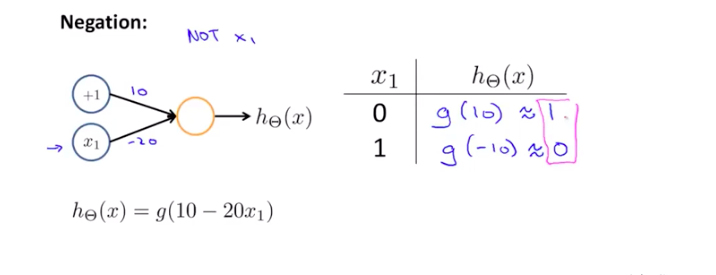 Negation:
NOT x₁
+1
10
x₁
-20
→ h_Θ(x)
h_Θ(x) = g(10 − 20x₁)
x₁ h_Θ(x)
0 g(10) ≈ 1.
1 g(-10) ≈ 0